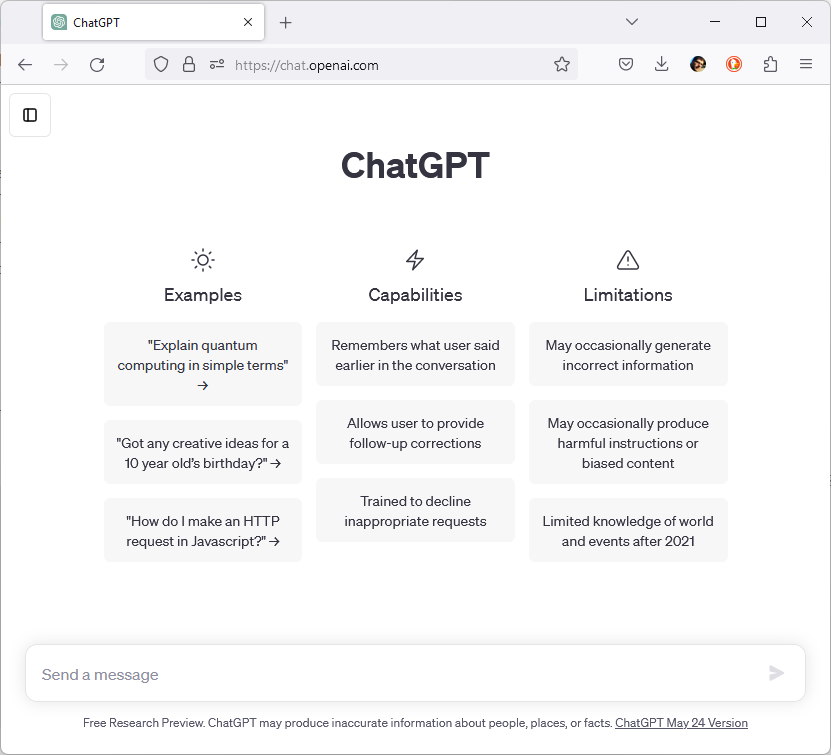 ChatGPT
https://chat.openai.com
ChatGPT
Examples
"Explain quantum
computing in simple terms"
→
"Got any creative ideas for a
10 year old's birthday?" →
"How do I make an HTTP
request in Javascript?" →
Capabilities
Remembers what user said
earlier in the conversation
Allows user to provide
follow-up corrections
Trained to decline
inappropriate requests
Limitations
May occasionally generate
incorrect information
May occasionally produce
harmful instructions or
biased content
Limited knowledge of world
and events after 2021
Send a message
Free Research Preview. ChatGPT may produce inaccurate information about people, places, or facts. ChatGPT May 24 Version